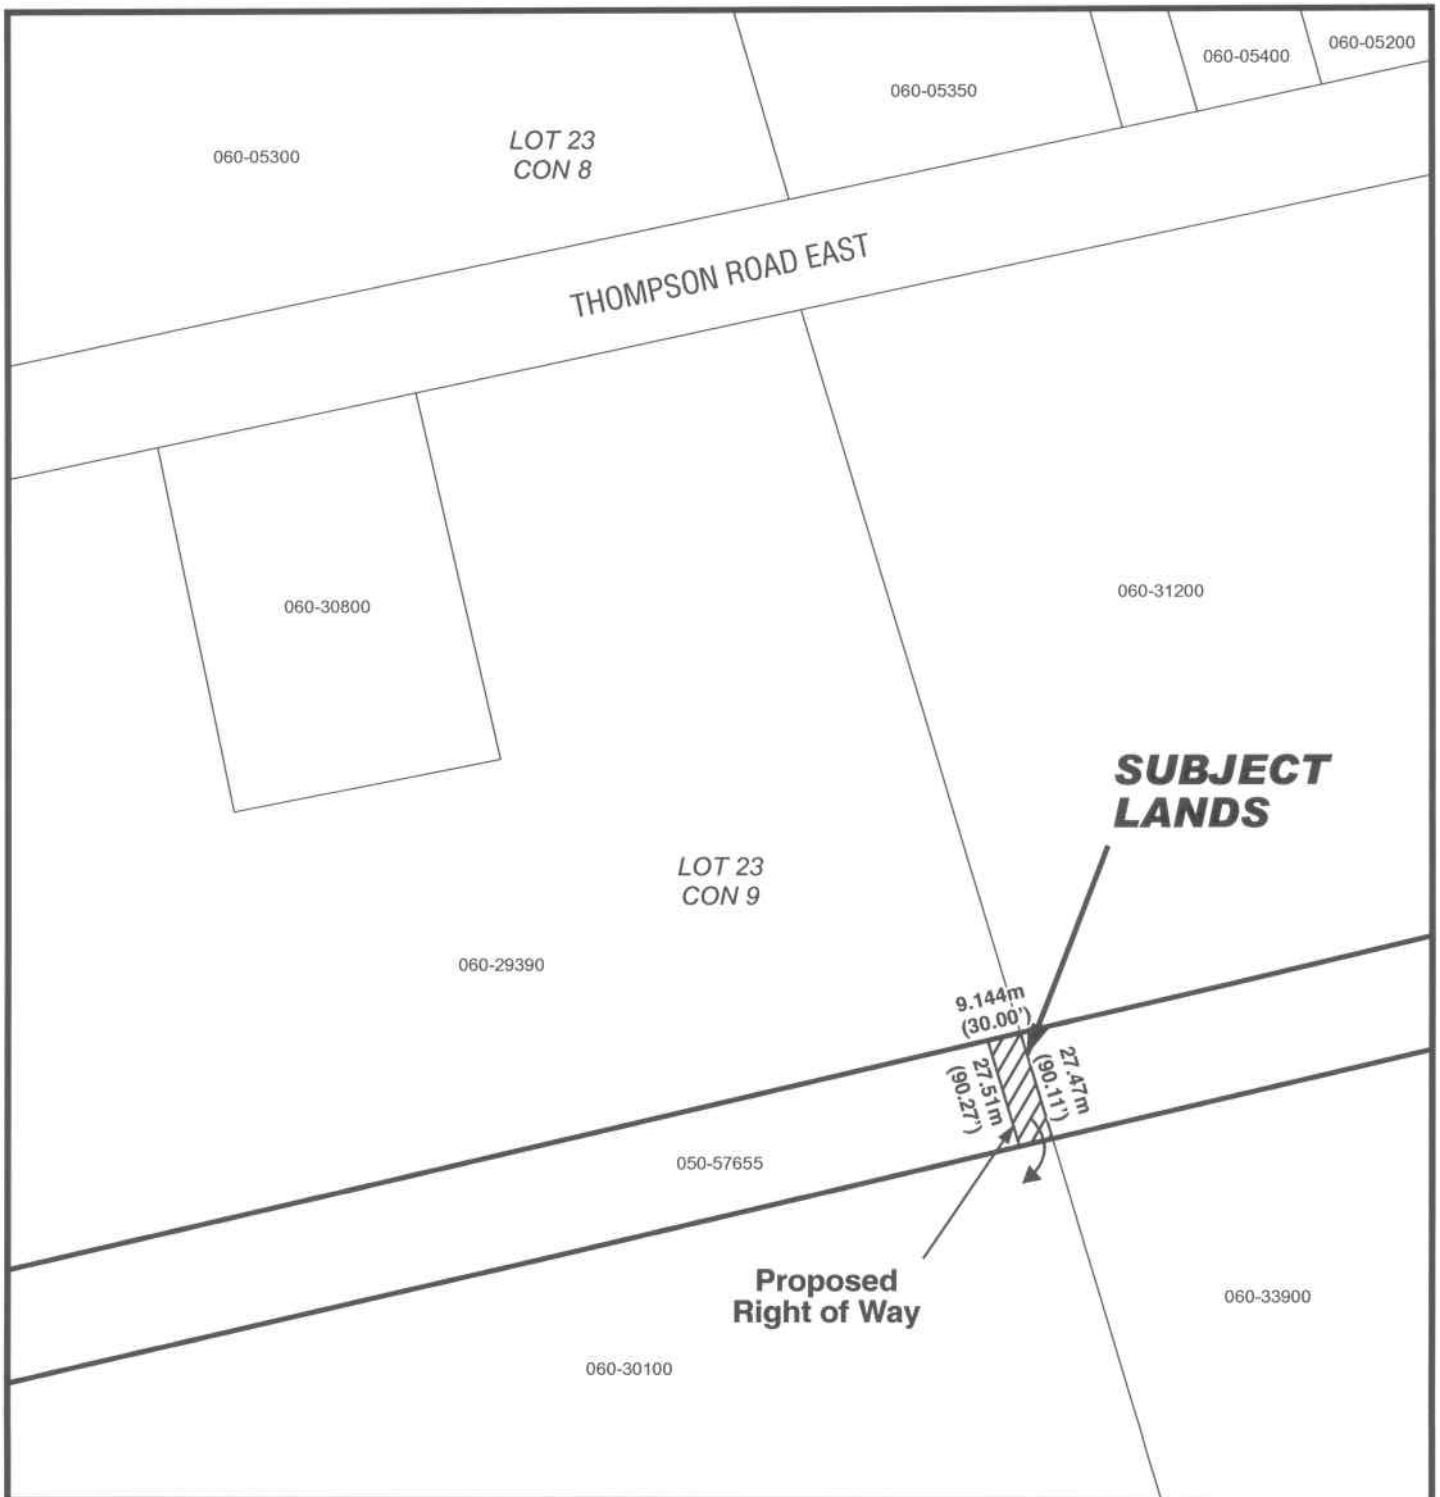 060-05200
060-05400
060-05350
LOT 23
CON 8
060-05300
THOMPSON ROAD EAST
060-30800
060-31200
SUBJECT
LANDS
LOT 23
CON 9
060-29390
9.144m
(30.00')
27.51m
(90.27')
27.47m
(90.11')
050-57655
Proposed
Right of Way
060-33900
060-30100